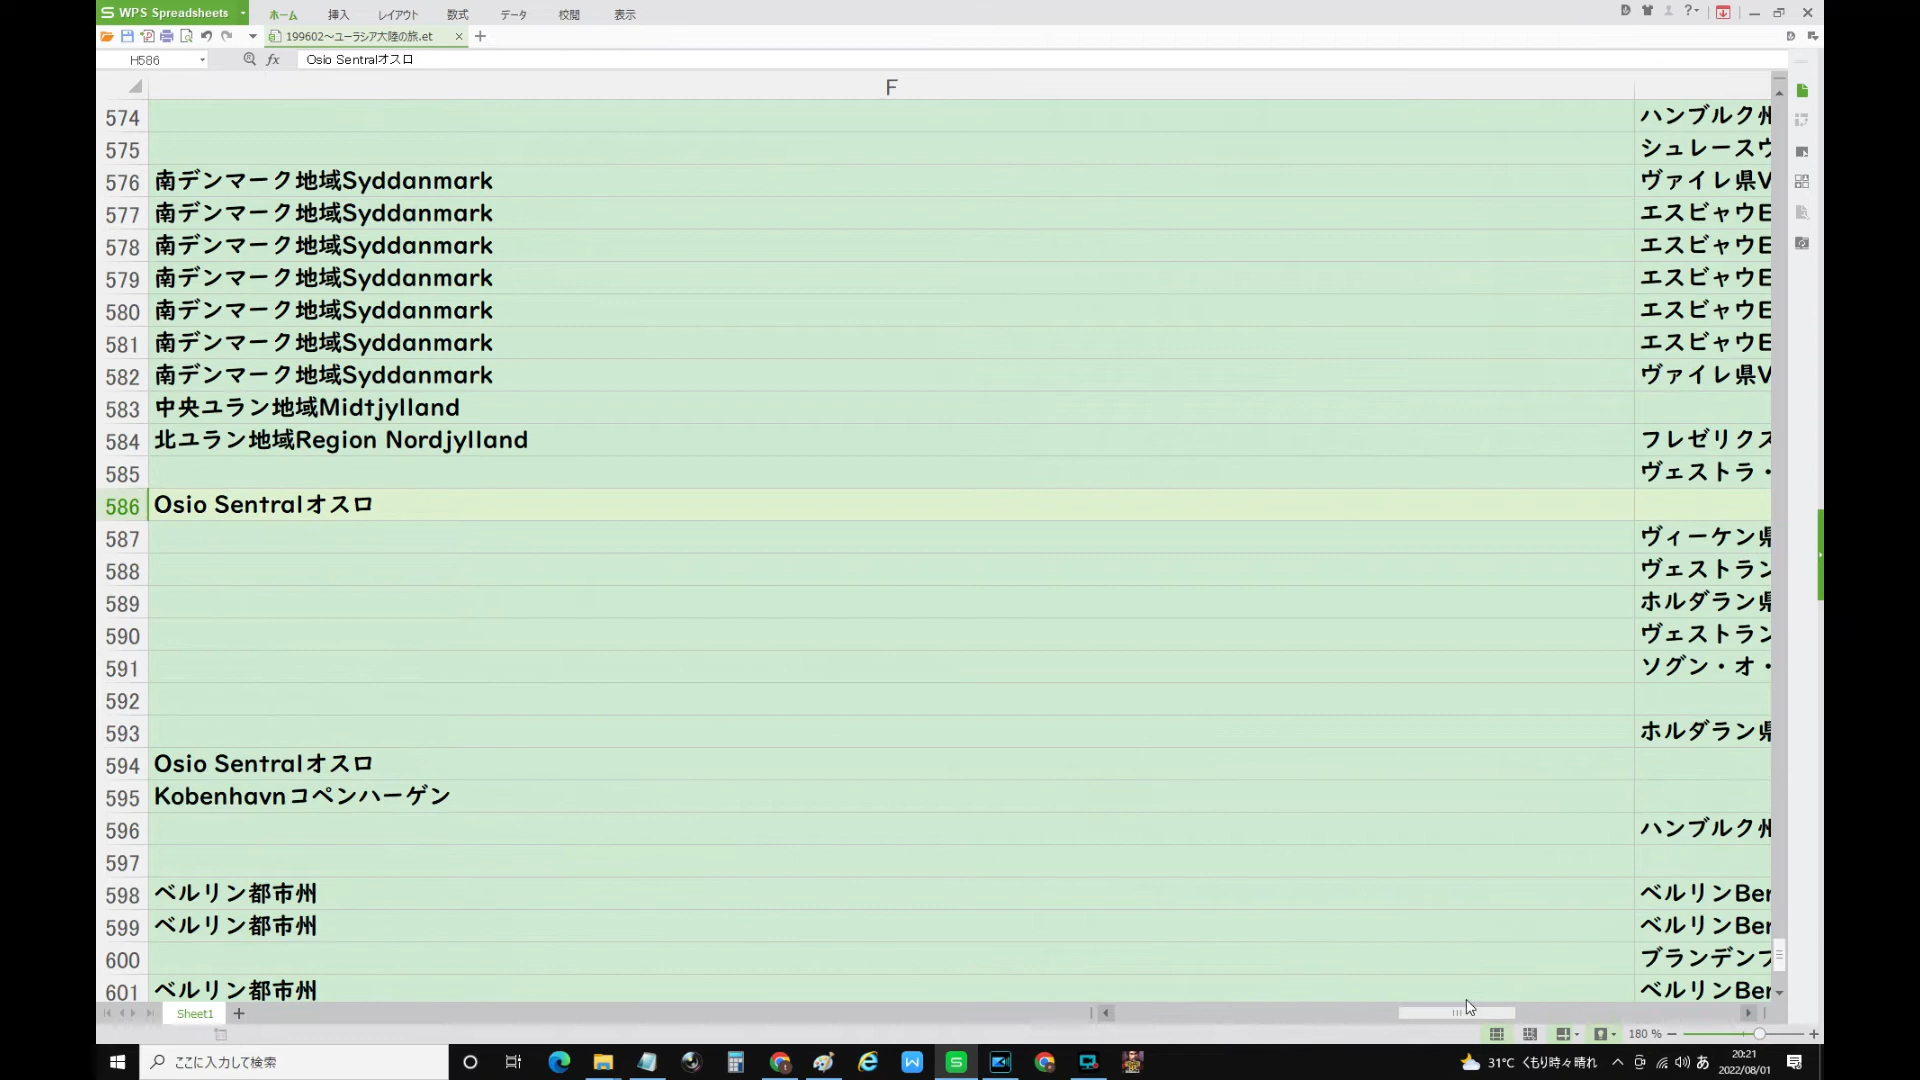 WPS Spreadsheets
ホーム
挿入
レイアウト
数式
データ
校閲
表示
199602～ユーラシア大陸の旅.et
H586
fx
Osio Sentralオスロ
F
574 ハンブルク州
575 シュレースウ
576 南デンマーク地域Syddanmark ヴァイレ県V
577 南デンマーク地域Syddanmark エスビャウE
578 南デンマーク地域Syddanmark エスビャウE
579 南デンマーク地域Syddanmark エスビャウE
580 南デンマーク地域Syddanmark エスビャウE
581 南デンマーク地域Syddanmark エスビャウE
582 南デンマーク地域Syddanmark ヴァイレ県V
583 中央ユラン地域Midtjylland
584 北ユラン地域Region Nordjylland フレゼリクス
585 ヴェストラ・
586 Osio Sentralオスロ
587 ヴィーケン県
588 ヴェストラン
589 ホルダラン県
590 ヴェストラン
591 ソグン・オ・
592
593 ホルダラン県
594 Osio Sentralオスロ
595 Kobenhavnコペンハーゲン
596 ハンブルク州
597
598 ベルリン都市州 ベルリンBer
599 ベルリン都市州 ベルリンBer
600 ブランデンブ
601 ベルリン都市州 ベルリンBer
Sheet1
180 %
ここに入力して検索
31℃ くもり時々晴れ
あ
20:21
2022/08/01